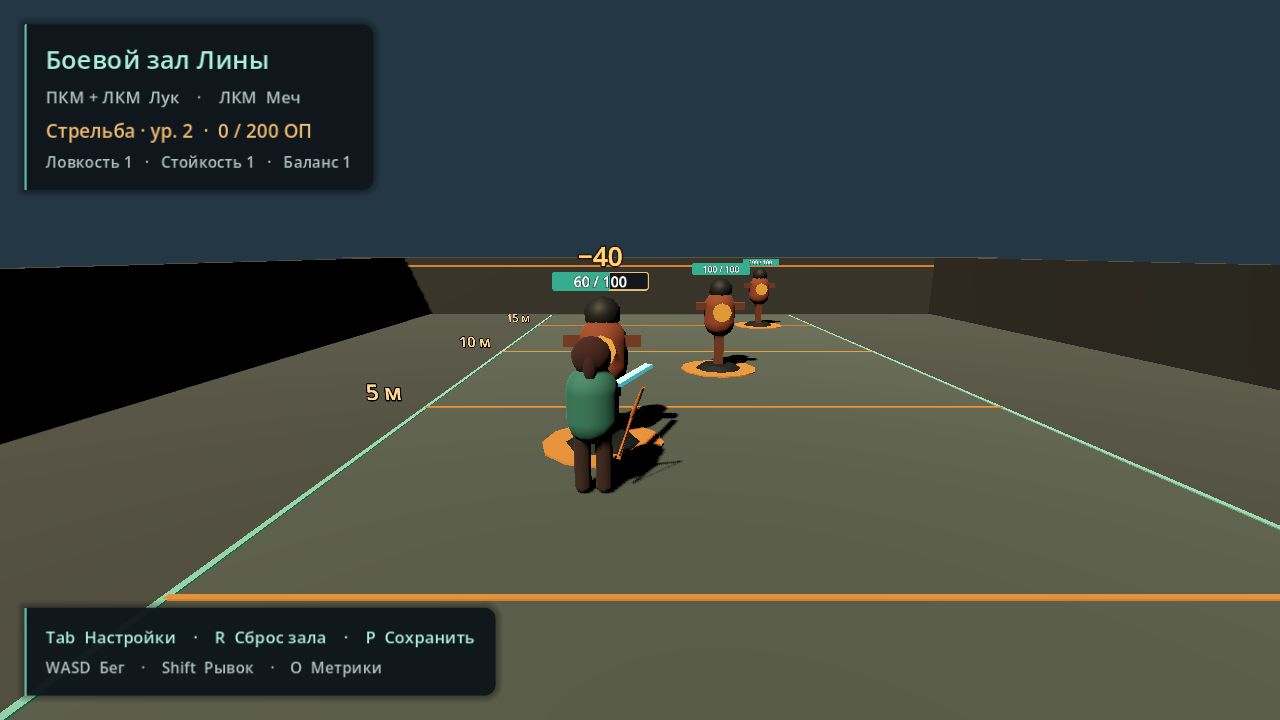 Боевой зал Лины
ПКМ + ЛКМ Лук · ЛКМ Меч
Стрельба · ур. 2 · 0 / 200 ОП
Ловкость 1 · Стойкость 1 · Баланс 1
−40
60 / 100
100 / 100
100 / 100
15 м
10 м
5 м
Tab Настройки · R Сброс зала · P Сохранить
WASD Бег · Shift Рывок · O Метрики